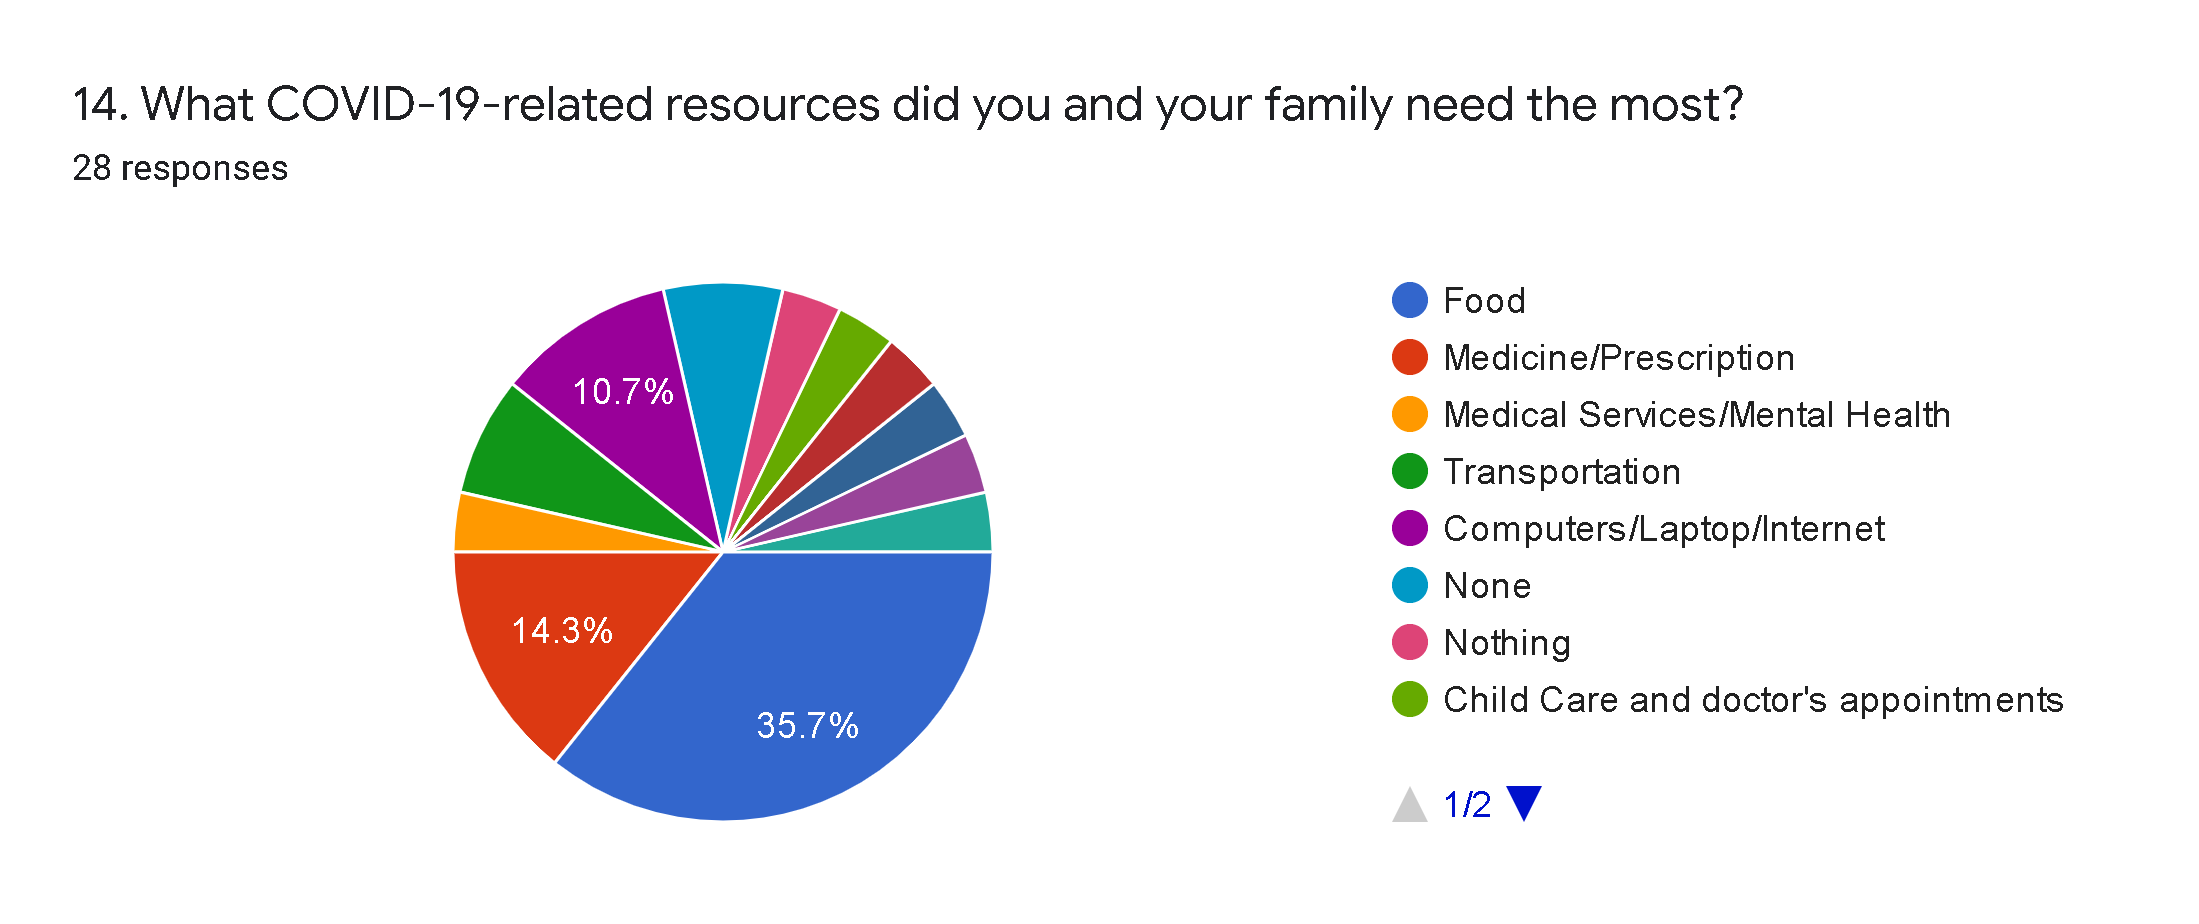 14. What COVID-19-related resources did you and your family need the most?
28 responses
10.7%
14.3%
35.7%
Food
Medicine/Prescription
Medical Services/Mental Health
Transportation
Computers/Laptop/Internet
None
Nothing
Child Care and doctor's appointments
1/2